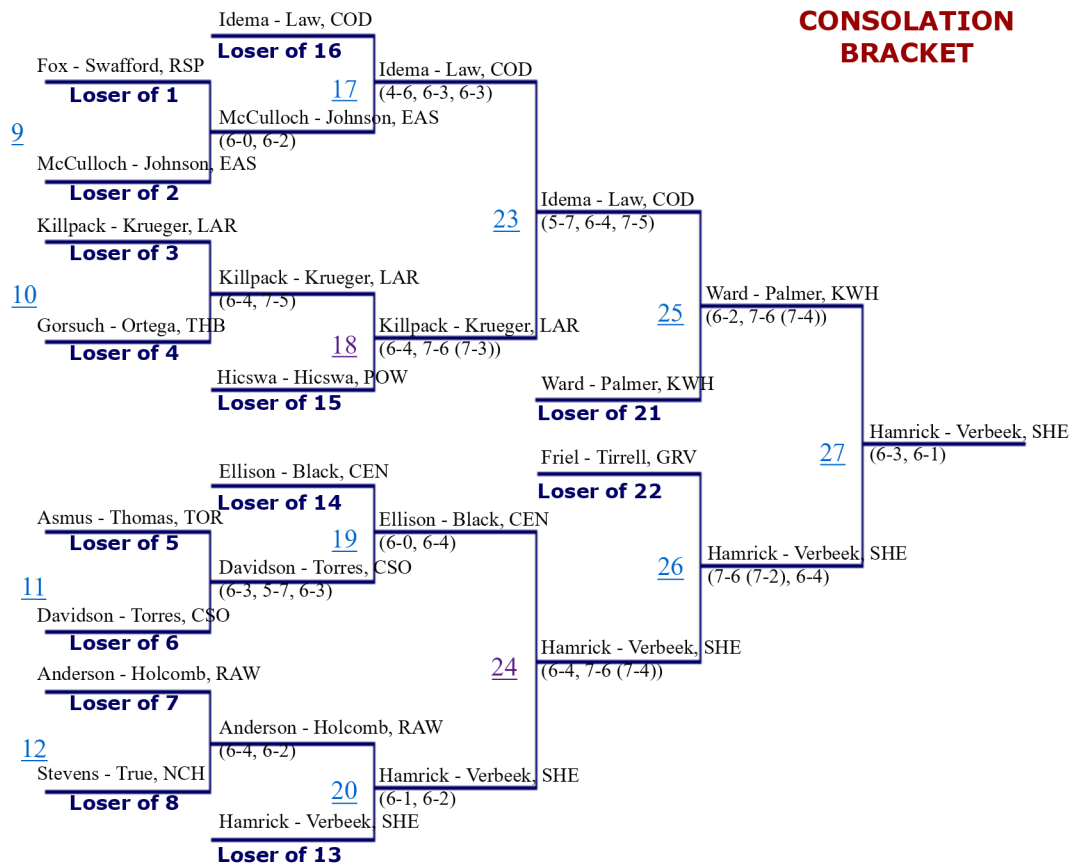 CONSOLATION
BRACKET
Idema - Law, COD
Loser of 16
Fox - Swafford, RSP
Loser of 1
17
Idema - Law, COD
(4-6, 6-3, 6-3)
9
McCulloch - Johnson, EAS
(6-0, 6-2)
McCulloch - Johnson, EAS
Loser of 2
23
Idema - Law, COD
(5-7, 6-4, 7-5)
Killpack - Krueger, LAR
Loser of 3
10
Killpack - Krueger, LAR
(6-4, 7-5)
25
Ward - Palmer, KWH
(6-2, 7-6 (7-4))
Gorsuch - Ortega, THB
Loser of 4
18
Killpack - Krueger, LAR
(6-4, 7-6 (7-3))
Hicswa - Hicswa, POW
Loser of 15
Ward - Palmer, KWH
Loser of 21
27
Hamrick - Verbeek, SHE
(6-3, 6-1)
Ellison - Black, CEN
Loser of 14
Friel - Tirrell, GRV
Loser of 22
Asmus - Thomas, TOR
Loser of 5
19
Ellison - Black, CEN
(6-0, 6-4)
11
Davidson - Torres, CSO
(6-3, 5-7, 6-3)
26
Hamrick - Verbeek, SHE
(7-6 (7-2), 6-4)
Davidson - Torres, CSO
Loser of 6
24
Hamrick - Verbeek, SHE
(6-4, 7-6 (7-4))
Anderson - Holcomb, RAW
Loser of 7
12
Anderson - Holcomb, RAW
(6-4, 6-2)
Stevens - True, NCH
Loser of 8
20
Hamrick - Verbeek, SHE
(6-1, 6-2)
Hamrick - Verbeek, SHE
Loser of 13